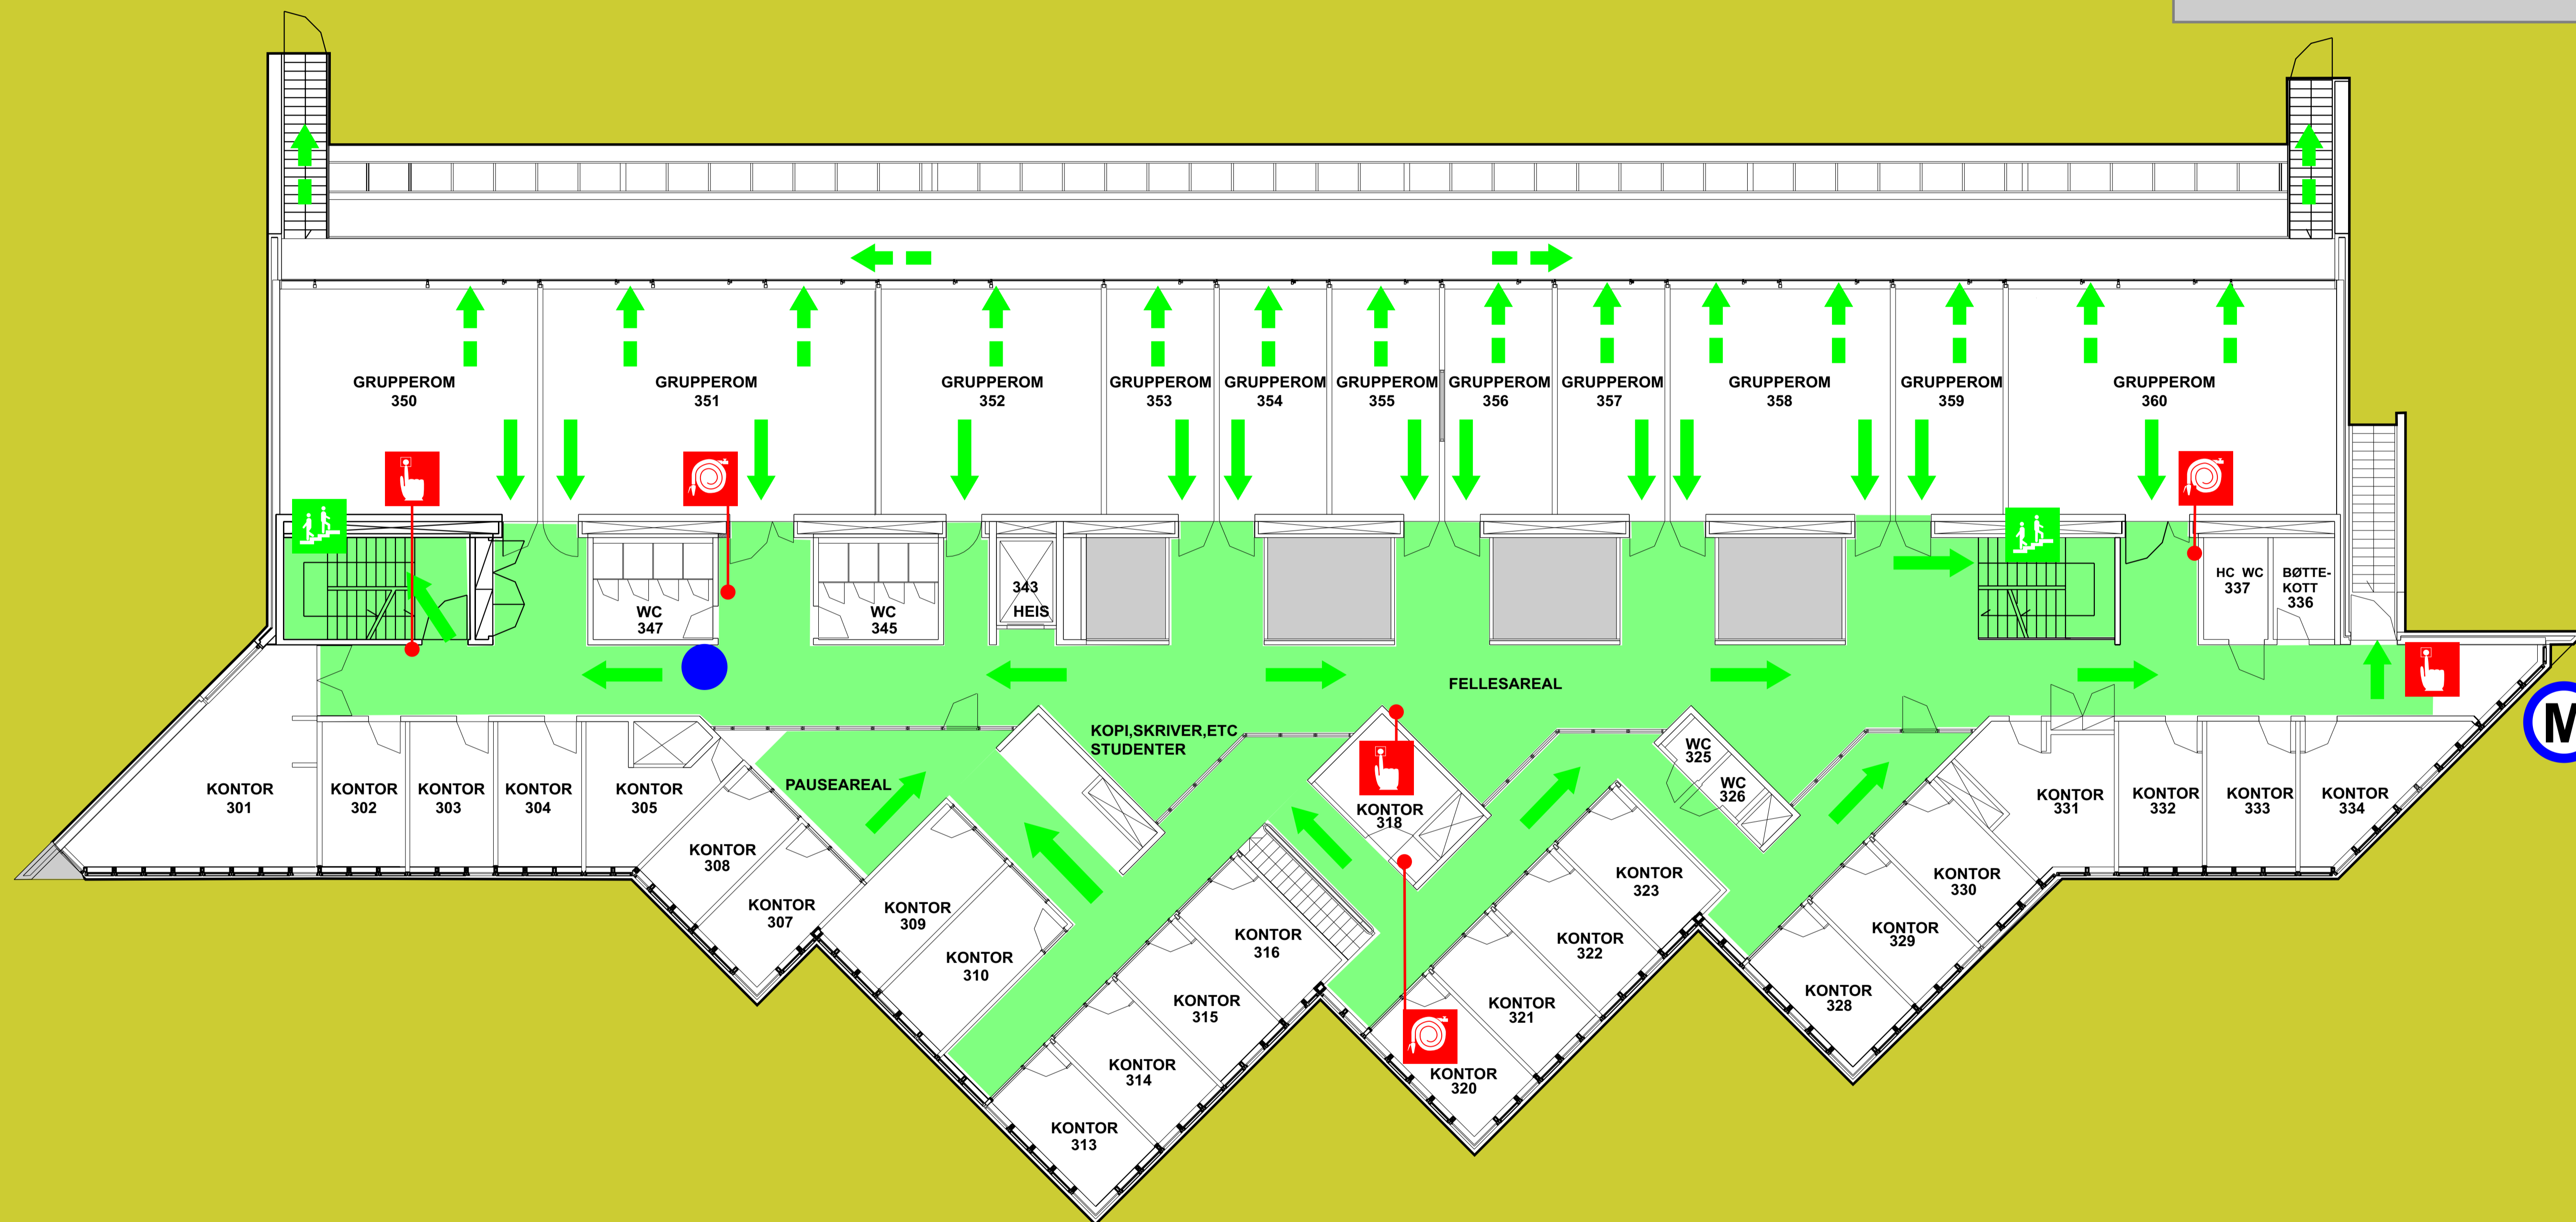 GRUPPEROM
350
GRUPPEROM
351
GRUPPEROM
352
GRUPPEROM
353
GRUPPEROM
354
GRUPPEROM
355
GRUPPEROM
356
GRUPPEROM
357
GRUPPEROM
358
GRUPPEROM
359
GRUPPEROM
360
WC
347
WC
345
343
HEIS
HC WC
337
BØTTE-
KOTT
336
FELLESAREAL
KOPI,SKRIVER,ETC
STUDENTER
PAUSEAREAL
M
KONTOR
301
KONTOR
302
KONTOR
303
KONTOR
304
KONTOR
305
KONTOR
308
KONTOR
307
KONTOR
309
KONTOR
310
KONTOR
313
KONTOR
314
KONTOR
315
KONTOR
316
KONTOR
318
KONTOR
320
KONTOR
321
KONTOR
322
KONTOR
323
WC
325
WC
326
KONTOR
328
KONTOR
329
KONTOR
330
KONTOR
331
KONTOR
332
KONTOR
333
KONTOR
334